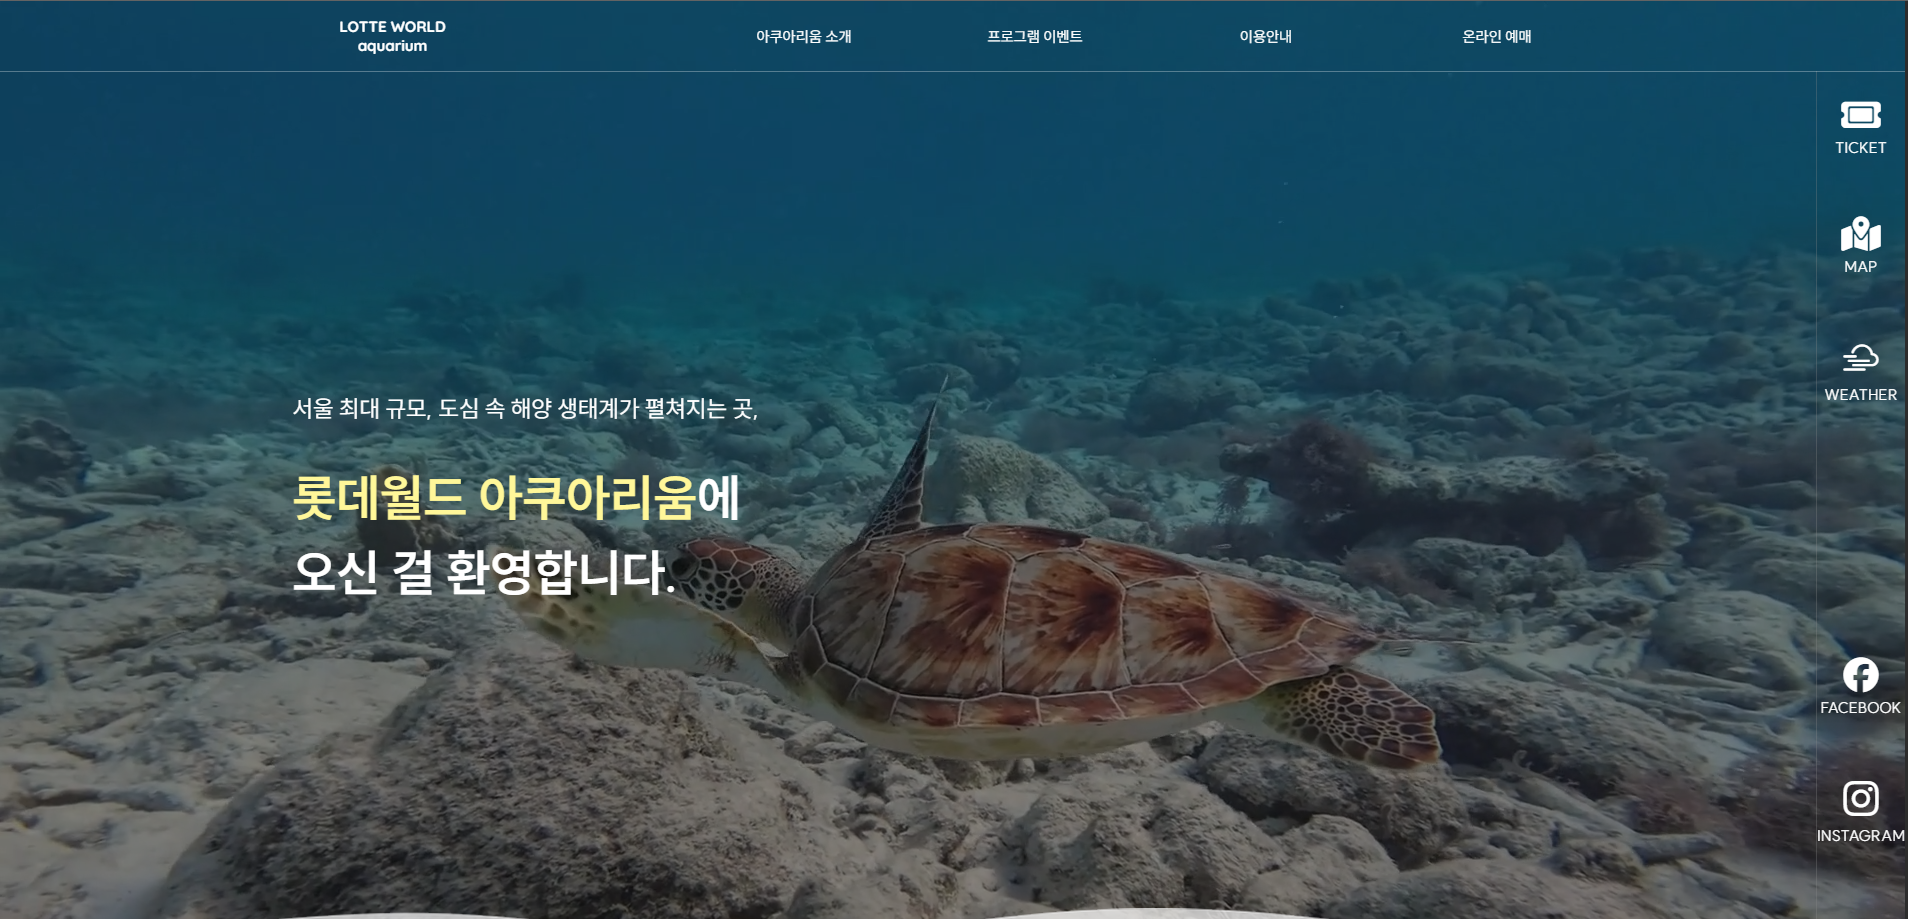 LOTTE WORLD
aquarium
아쿠아리움 소개
프로그램 이벤트
이용안내
온라인 예매
TICKET
MAP
WEATHER
서울 최대 규모, 도심 속 해양 생태계가 펼쳐지는 곳,
롯데월드 아쿠아리움에
오신 걸 환영합니다.
FACEBOOK
INSTAGRAM